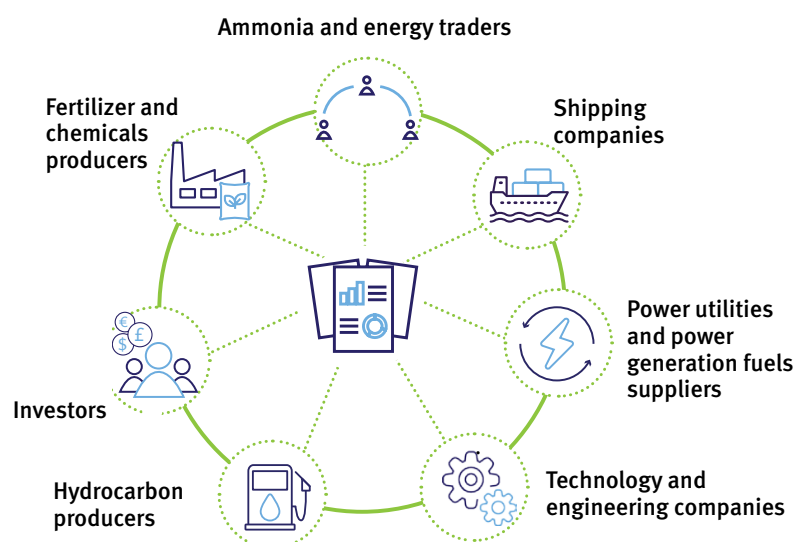 Ammonia and energy traders
Fertilizer and
chemicals
producers
Shipping
companies
Power utilities
and power
generation fuels
suppliers
€
£
$
Investors
Hydrocarbon
producers
Technology and
engineering companies